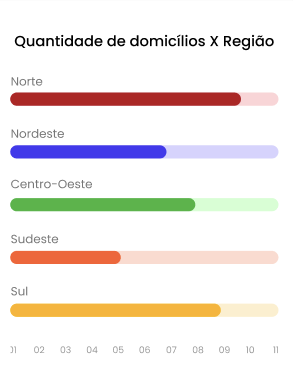 Quantidade de domicílios X Região
Norte
Nordeste
Centro-Oeste
Sudeste
Sul
01 02 03 04 05 06 07 08 09 10 11